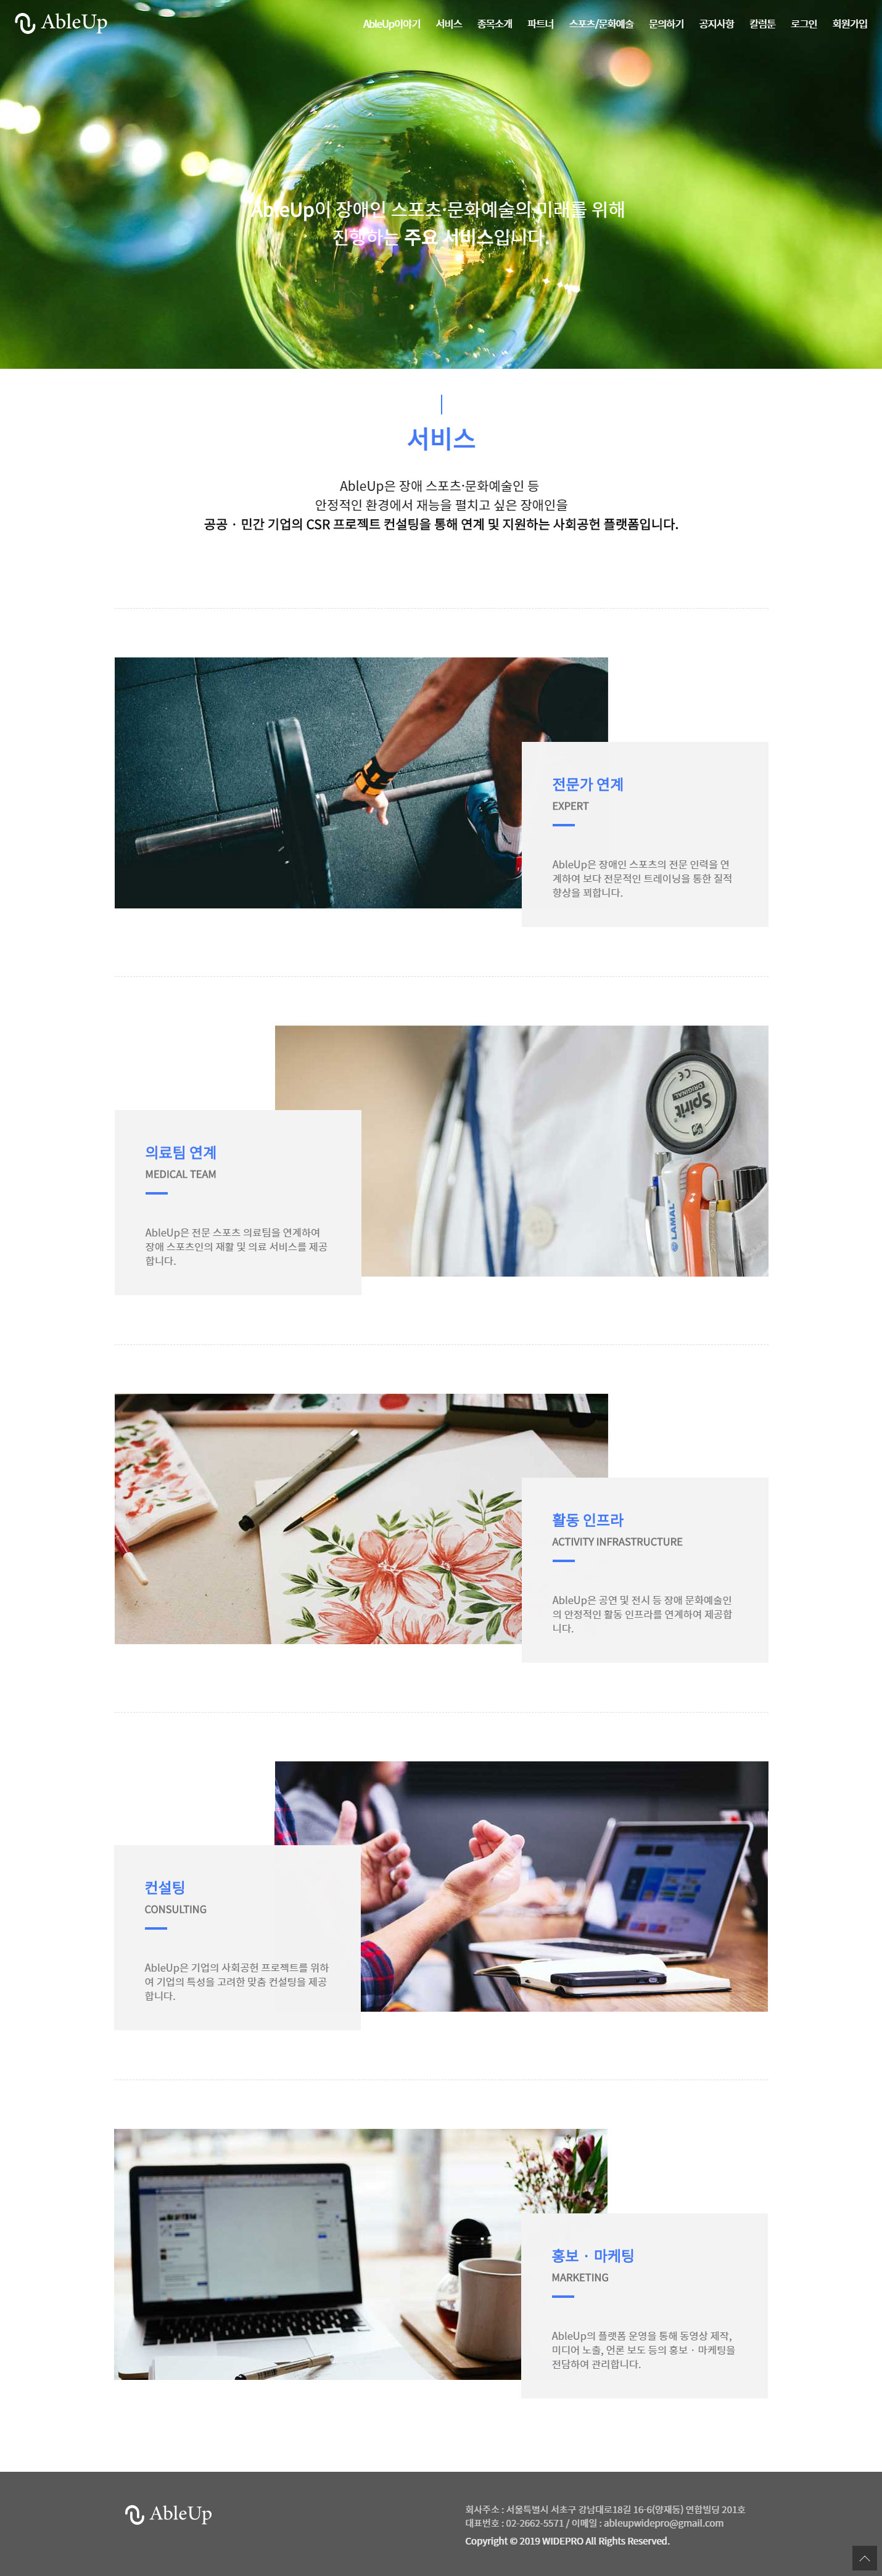 AbleUp
AbleUp이야기 서비스 종목소개 파트너 스포츠/문화예술 문의하기 공지사항 칼럼툰 로그인 회원가입
AbleUp이 장애인 스포츠·문화예술의 미래를 위해
진행하는 주요 서비스입니다.
서비스
AbleUp은 장애 스포츠·문화예술인 등
안정적인 환경에서 재능을 펼치고 싶은 장애인을
공공 · 민간 기업의 CSR 프로젝트 컨설팅을 통해 연계 및 지원하는 사회공헌 플랫폼입니다.
전문가 연계
EXPERT
AbleUp은 장애인 스포츠의 전문 인력을 연
계하여 보다 전문적인 트레이닝을 통한 질적
향상을 꾀합니다.
Spirit
ORIGINAL
LAMAL
의료팀 연계
MEDICAL TEAM
AbleUp은 전문 스포츠 의료팀을 연계하여
장애 스포츠인의 재활 및 의료 서비스를 제공
합니다.
활동 인프라
ACTIVITY INFRASTRUCTURE
AbleUp은 공연 및 전시 등 장애 문화예술인
의 안정적인 활동 인프라를 연계하여 제공합
니다.
컨설팅
CONSULTING
AbleUp은 기업의 사회공헌 프로젝트를 위하
여 기업의 특성을 고려한 맞춤 컨설팅을 제공
합니다.
홍보 · 마케팅
MARKETING
AbleUp의 플랫폼 운영을 통해 동영상 제작,
미디어 노출, 언론 보도 등의 홍보 · 마케팅을
전담하여 관리합니다.
AbleUp
회사주소 : 서울특별시 서초구 강남대로18길 16-6(양재동) 연합빌딩 201호
대표번호 : 02-2662-5571 / 이메일 : ableupwidepro@gmail.com
Copyright © 2019 WIDEPRO All Rights Reserved.